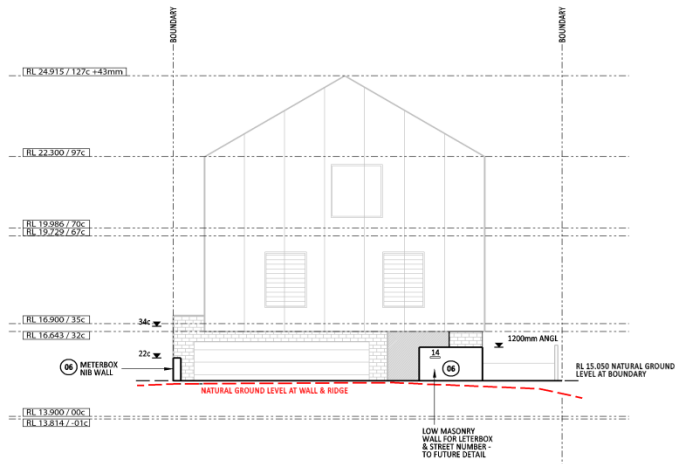 BOUNDARY
BOUNDARY
RL 24.915 / 127c +43mm
RL 22.300 / 97c
RL 19.986 / 70c
RL 19.729 / 67c
RL 16.900 / 35c
34c
RL 16.643 / 32c
1200mm ANGL
22c
14
06
METERBOX
NIB WALL
06
RL 15.050 NATURAL GROUND
LEVEL AT BOUNDARY
NATURAL GROUND LEVEL AT WALL & RIDGE
RL 13.900 / 00c
RL 13.814 / -01c
LOW MASONRY
WALL FOR LETERBOX
& STREET NUMBER -
TO FUTURE DETAIL